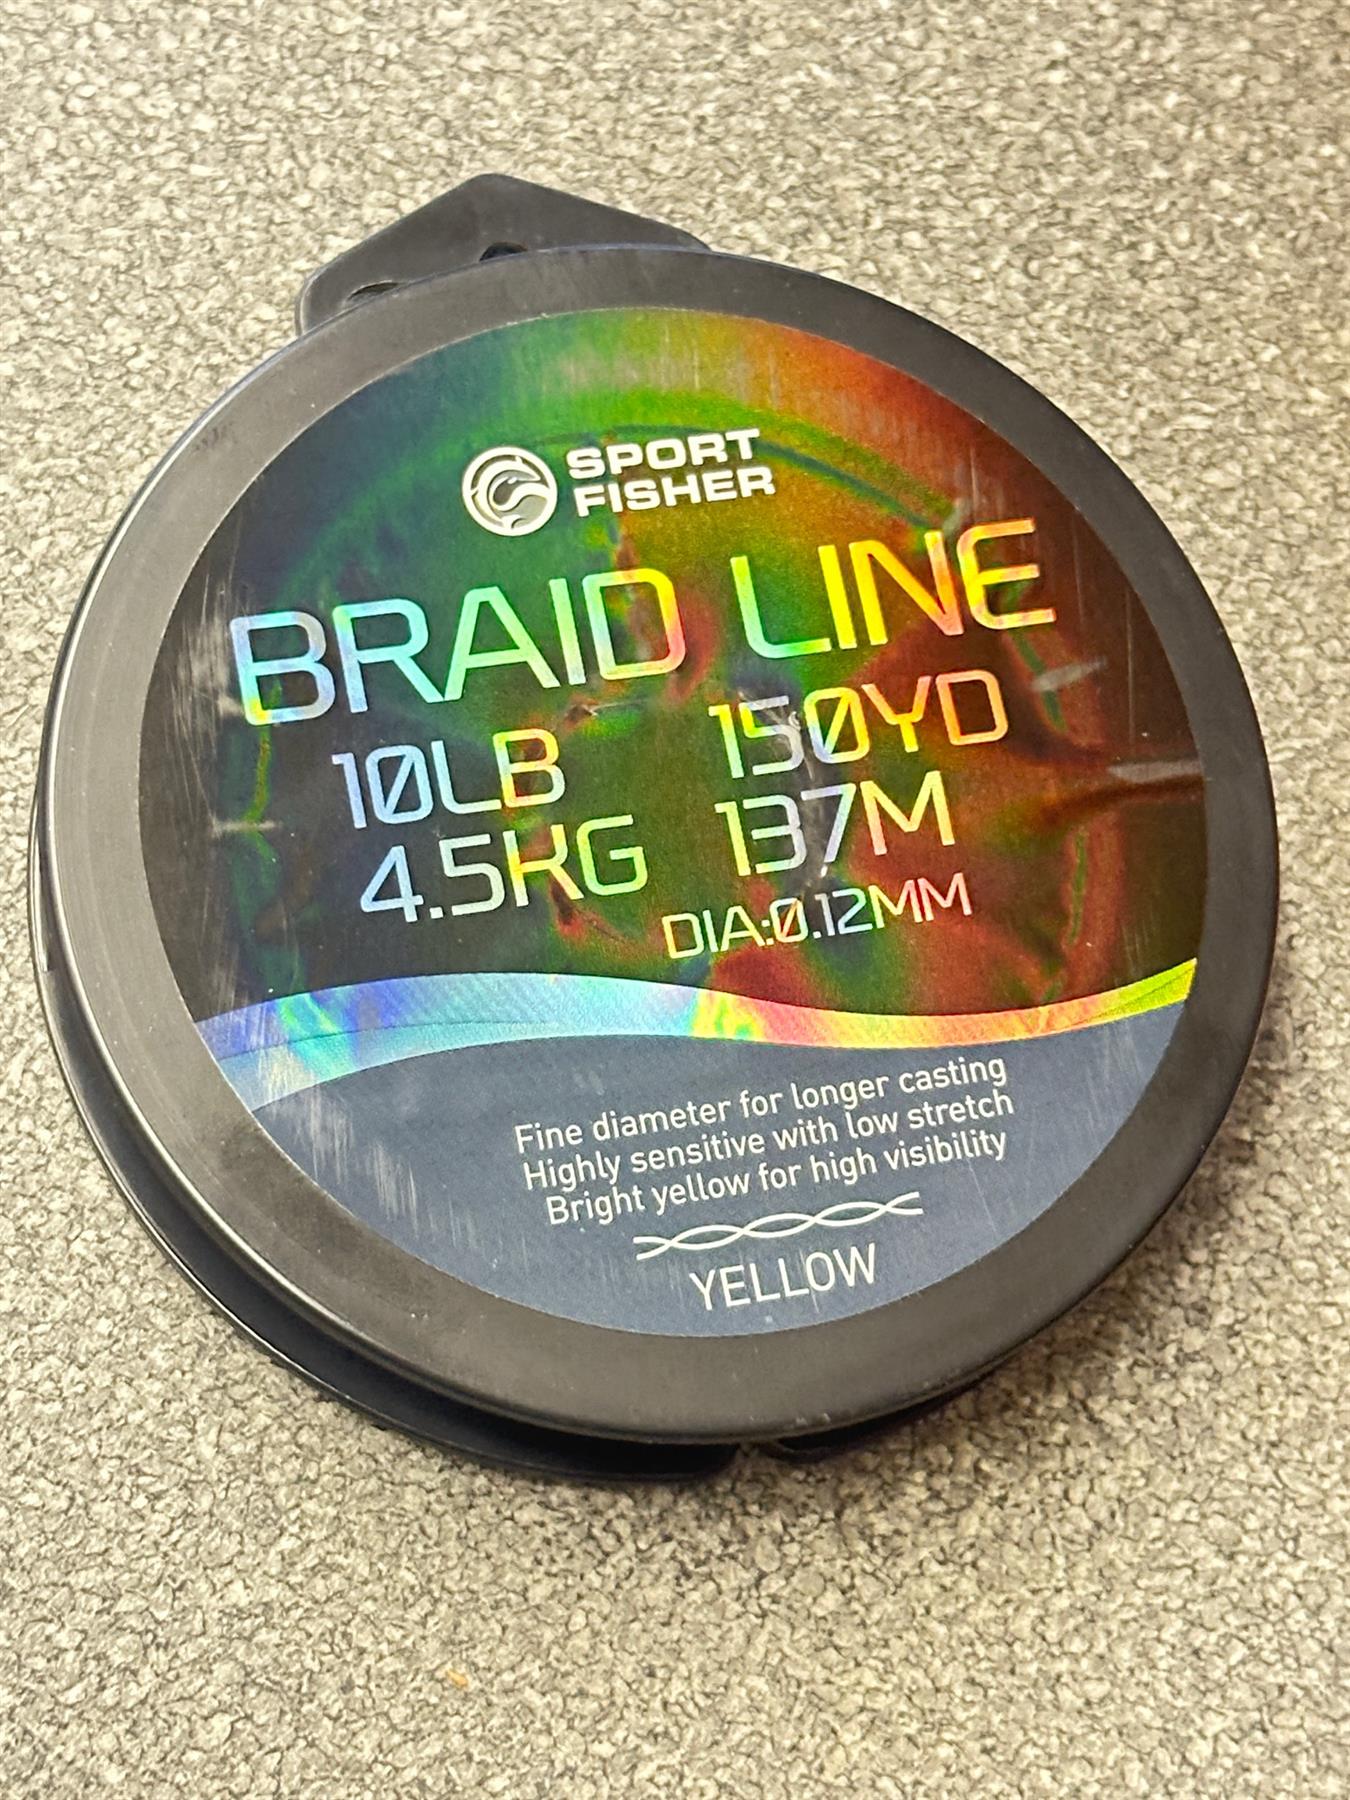 SPORT
FISHER
BRAID LINE
10LB 150YD
4.5KG 137M
DIA:0.12MM
Fine diameter for longer casting
Highly sensitive with low stretch
Bright yellow for high visibility
YELLOW